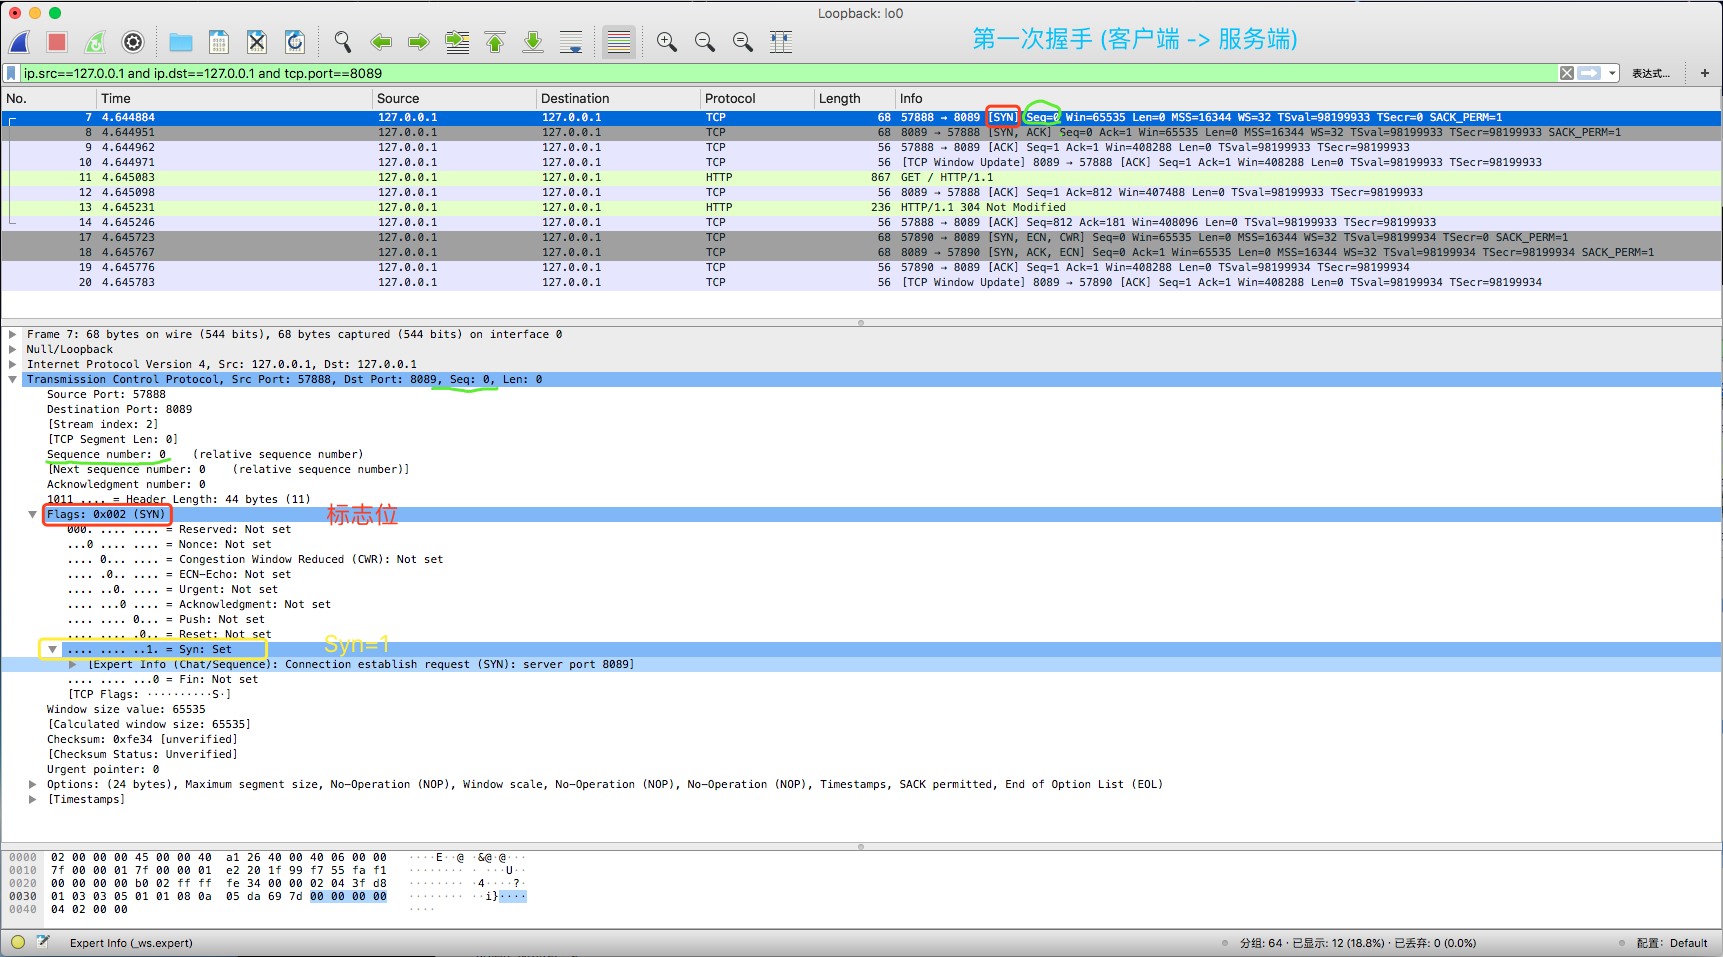 Loopback: lo0
第一次握手 (客户端 -> 服务端)
ip.src==127.0.0.1 and ip.dst==127.0.0.1 and tcp.port==8089
表达式... +
No. Time Source Destination Protocol Length Info
7 4.644884 127.0.0.1 127.0.0.1 TCP 68 57888 → 8089 [SYN] Seq=0 Win=65535 Len=0 MSS=16344 WS=32 TSval=98199933 TSecr=0 SACK_PERM=1
8 4.644951 127.0.0.1 127.0.0.1 TCP 68 8089 → 57888 [SYN, ACK] Seq=0 Ack=1 Win=65535 Len=0 MSS=16344 WS=32 TSval=98199933 TSecr=98199933 SACK_PERM=1
9 4.644962 127.0.0.1 127.0.0.1 TCP 56 57888 → 8089 [ACK] Seq=1 Ack=1 Win=408288 Len=0 TSval=98199933 TSecr=98199933
10 4.644971 127.0.0.1 127.0.0.1 TCP 56 [TCP Window Update] 8089 → 57888 [ACK] Seq=1 Ack=1 Win=408288 Len=0 TSval=98199933 TSecr=98199933
11 4.645083 127.0.0.1 127.0.0.1 HTTP 867 GET / HTTP/1.1
12 4.645098 127.0.0.1 127.0.0.1 TCP 56 8089 → 57888 [ACK] Seq=1 Ack=812 Win=407488 Len=0 TSval=98199933 TSecr=98199933
13 4.645231 127.0.0.1 127.0.0.1 HTTP 236 HTTP/1.1 304 Not Modified
14 4.645246 127.0.0.1 127.0.0.1 TCP 56 57888 → 8089 [ACK] Seq=812 Ack=181 Win=408096 Len=0 TSval=98199933 TSecr=98199933
17 4.645723 127.0.0.1 127.0.0.1 TCP 68 57890 → 8089 [SYN, ECN, CWR] Seq=0 Win=65535 Len=0 MSS=16344 WS=32 TSval=98199934 TSecr=0 SACK_PERM=1
18 4.645767 127.0.0.1 127.0.0.1 TCP 68 8089 → 57890 [SYN, ACK, ECN] Seq=0 Ack=1 Win=65535 Len=0 MSS=16344 WS=32 TSval=98199934 TSecr=98199934 SACK_PERM=1
19 4.645776 127.0.0.1 127.0.0.1 TCP 56 57890 → 8089 [ACK] Seq=1 Ack=1 Win=408288 Len=0 TSval=98199934 TSecr=98199934
20 4.645783 127.0.0.1 127.0.0.1 TCP 56 [TCP Window Update] 8089 → 57890 [ACK] Seq=1 Ack=1 Win=408288 Len=0 TSval=98199934 TSecr=98199934
Frame 7: 68 bytes on wire (544 bits), 68 bytes captured (544 bits) on interface 0
Null/Loopback
Internet Protocol Version 4, Src: 127.0.0.1, Dst: 127.0.0.1
Transmission Control Protocol, Src Port: 57888, Dst Port: 8089, Seq: 0, Len: 0
Source Port: 57888
Destination Port: 8089
[Stream index: 2]
[TCP Segment Len: 0]
Sequence number: 0 (relative sequence number)
[Next sequence number: 0 (relative sequence number)]
Acknowledgment number: 0
1011 .... = Header Length: 44 bytes (11)
Flags: 0x002 (SYN) 标志位
000. .... .... = Reserved: Not set
...0 .... .... = Nonce: Not set
.... 0... .... = Congestion Window Reduced (CWR): Not set
.... .0.. .... = ECN-Echo: Not set
.... ..0. .... = Urgent: Not set
.... ...0 .... = Acknowledgment: Not set
.... .... 0... = Push: Not set
.... .... .0.. = Reset: Not set
.... .... ..1. = Syn: Set Syn=1
[Expert Info (Chat/Sequence): Connection establish request (SYN): server port 8089]
.... .... ...0 = Fin: Not set
[TCP Flags: ··········S·]
Window size value: 65535
[Calculated window size: 65535]
Checksum: 0xfe34 [unverified]
[Checksum Status: Unverified]
Urgent pointer: 0
Options: (24 bytes), Maximum segment size, No-Operation (NOP), Window scale, No-Operation (NOP), No-Operation (NOP), Timestamps, SACK permitted, End of Option List (EOL)
[Timestamps]
0000 02 00 00 00 45 00 00 40 a1 26 40 00 40 06 00 00 ····E··@ ·&@·@···
0010 7f 00 00 01 7f 00 00 01 e2 20 1f 99 f7 55 fa f1 ········ · ···U··
0020 00 00 00 00 b0 02 ff ff fe 34 00 00 02 04 3f d8 ········ ·4····?·
0030 01 03 03 05 01 01 08 0a 05 da 69 7d 00 00 00 00 ········ ··i}····
0040 04 02 00 00 ····
Expert Info (_ws.expert) 分组: 64 · 已显示: 12 (18.8%) · 已丢弃: 0 (0.0%) 配置: Default